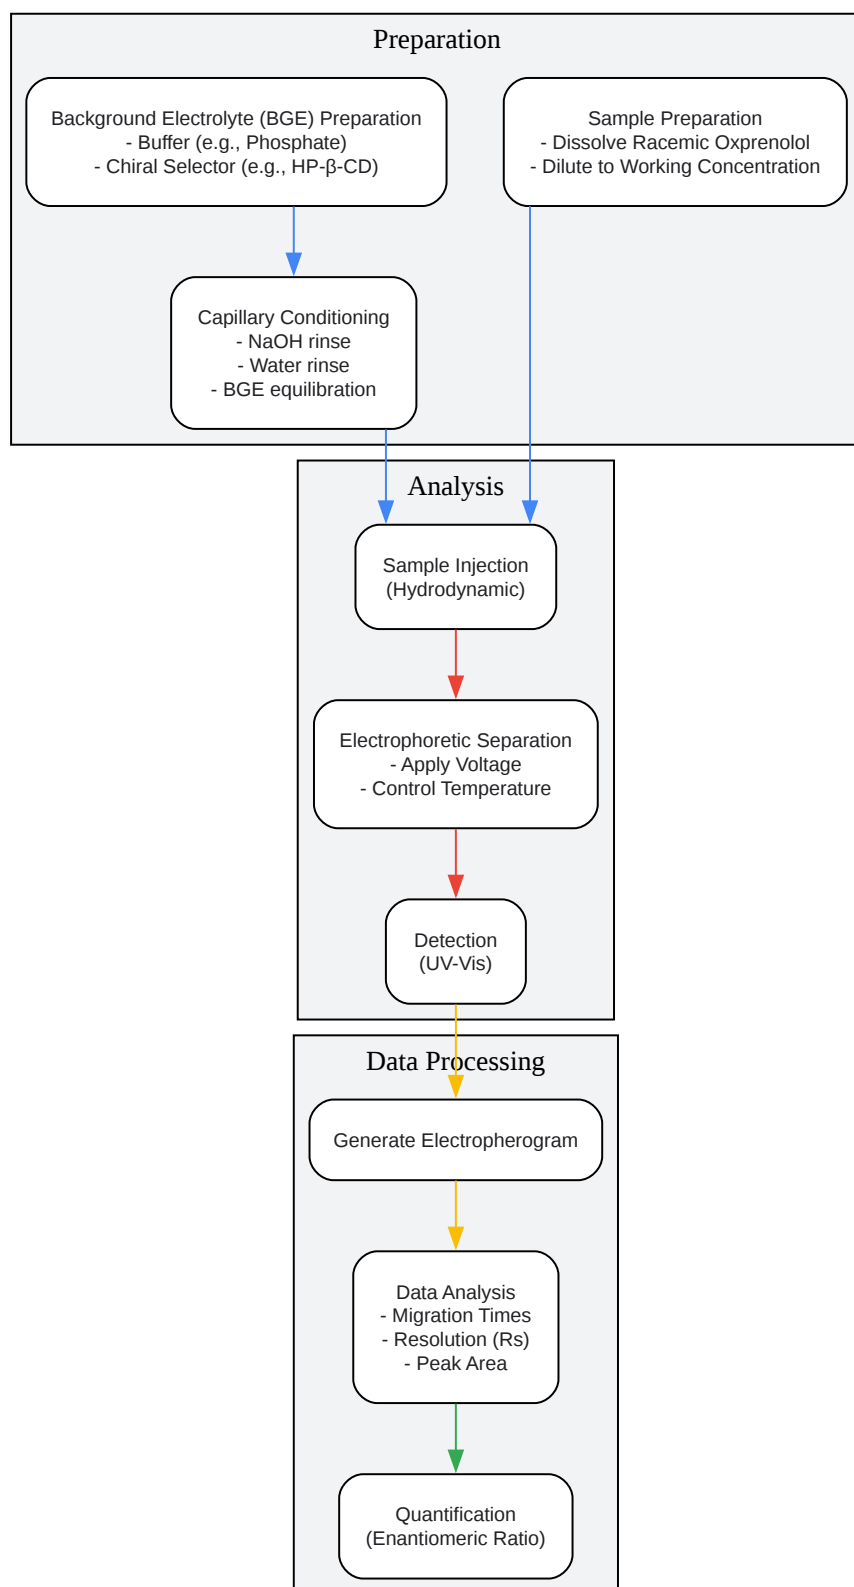 Preparation
Background Electrolyte (BGE) Preparation
- Buffer (e.g., Phosphate)
- Chiral Selector (e.g., HP-β-CD)
Sample Preparation
- Dissolve Racemic Oxprenolol
- Dilute to Working Concentration
Capillary Conditioning
- NaOH rinse
- Water rinse
- BGE equilibration
Analysis
Sample Injection
(Hydrodynamic)
Electrophoretic Separation
- Apply Voltage
- Control Temperature
Detection
(UV-Vis)
Data Processing
Generate Electropherogram
Data Analysis
- Migration Times
- Resolution (Rs)
- Peak Area
Quantification
(Enantiomeric Ratio)